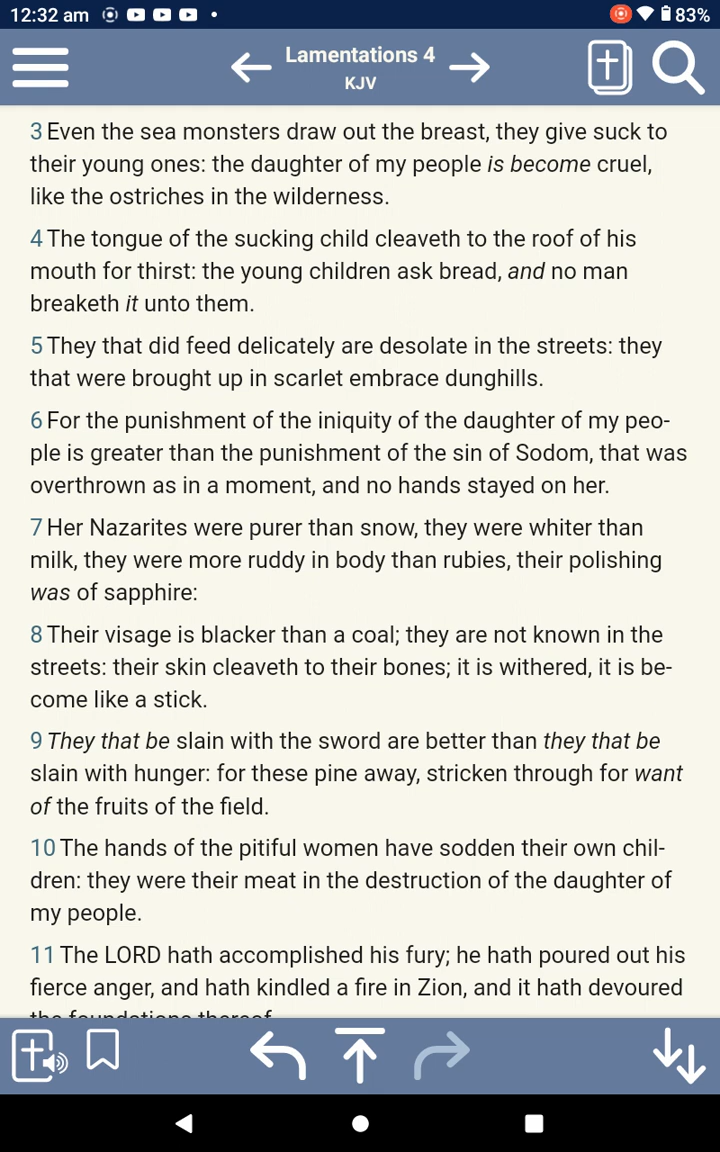 12:32 am
83%
Lamentations 4
KJV
3 Even the sea monsters draw out the breast, they give suck to
their young ones: the daughter of my people is become cruel,
like the ostriches in the wilderness.
4 The tongue of the sucking child cleaveth to the roof of his
mouth for thirst: the young children ask bread, and no man
breaketh it unto them.
5 They that did feed delicately are desolate in the streets: they
that were brought up in scarlet embrace dunghills.
6 For the punishment of the iniquity of the daughter of my peo-
ple is greater than the punishment of the sin of Sodom, that was
overthrown as in a moment, and no hands stayed on her.
7 Her Nazarites were purer than snow, they were whiter than
milk, they were more ruddy in body than rubies, their polishing
was of sapphire:
8 Their visage is blacker than a coal; they are not known in the
streets: their skin cleaveth to their bones; it is withered, it is be-
come like a stick.
9 They that be slain with the sword are better than they that be
slain with hunger: for these pine away, stricken through for want
of the fruits of the field.
10 The hands of the pitiful women have sodden their own chil-
dren: they were their meat in the destruction of the daughter of
my people.
11 The LORD hath accomplished his fury; he hath poured out his
fierce anger, and hath kindled a fire in Zion, and it hath devoured
the foundations thereof.